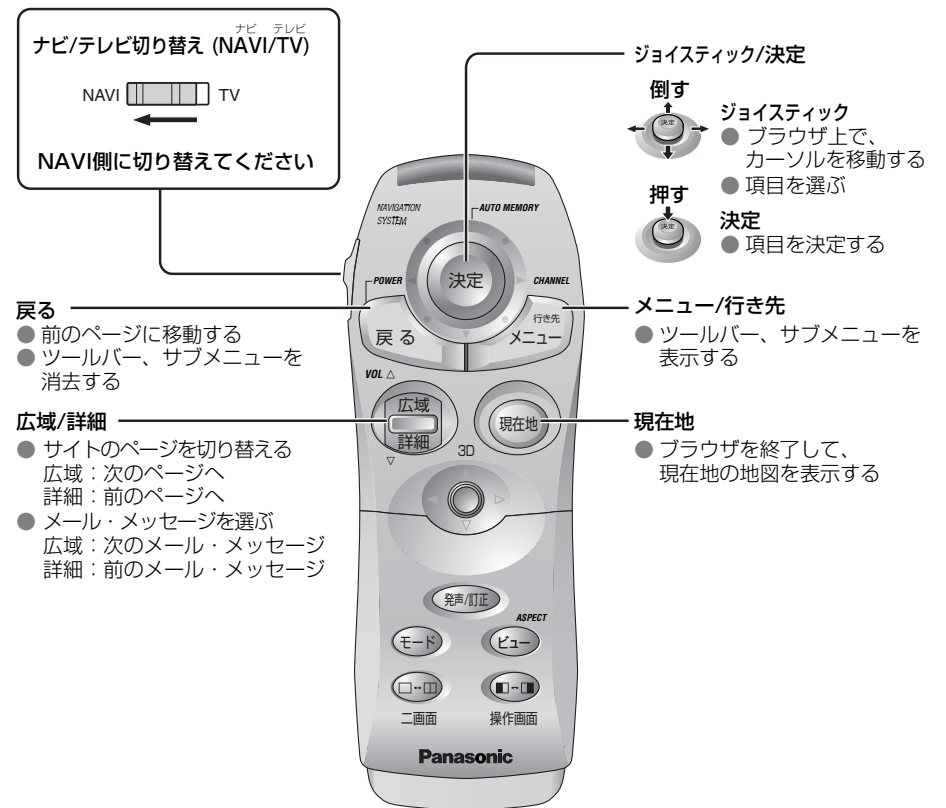 ナビ テレビ
ナビ/テレビ切り替え (NAVI/TV)
NAVI TV
NAVI側に切り替えてください
ジョイスティック/決定
倒す
決定
ジョイスティック
● ブラウザ上で、
カーソルを移動する
● 項目を選ぶ
押す
決定
決定
● 項目を決定する
戻る
● 前のページに移動する
● ツールバー、サブメニューを
消去する
広域/詳細
● サイトのページを切り替える
広域：次のページへ
詳細：前のページへ
● メール・メッセージを選ぶ
広域：次のメール・メッセージ
詳細：前のメール・メッセージ
メニュー/行き先
● ツールバー、サブメニューを
表示する
現在地
● ブラウザを終了して、
現在地の地図を表示する
NAVIGATION
SYSTEM
AUTO MEMORY
POWER
決定
CHANNEL
戻る
行き先
メニュー
VOL △
広域
詳細
▽
現在地
3D
発声/訂正
ASPECT
モード
ビュー
二画面
操作画面
Panasonic